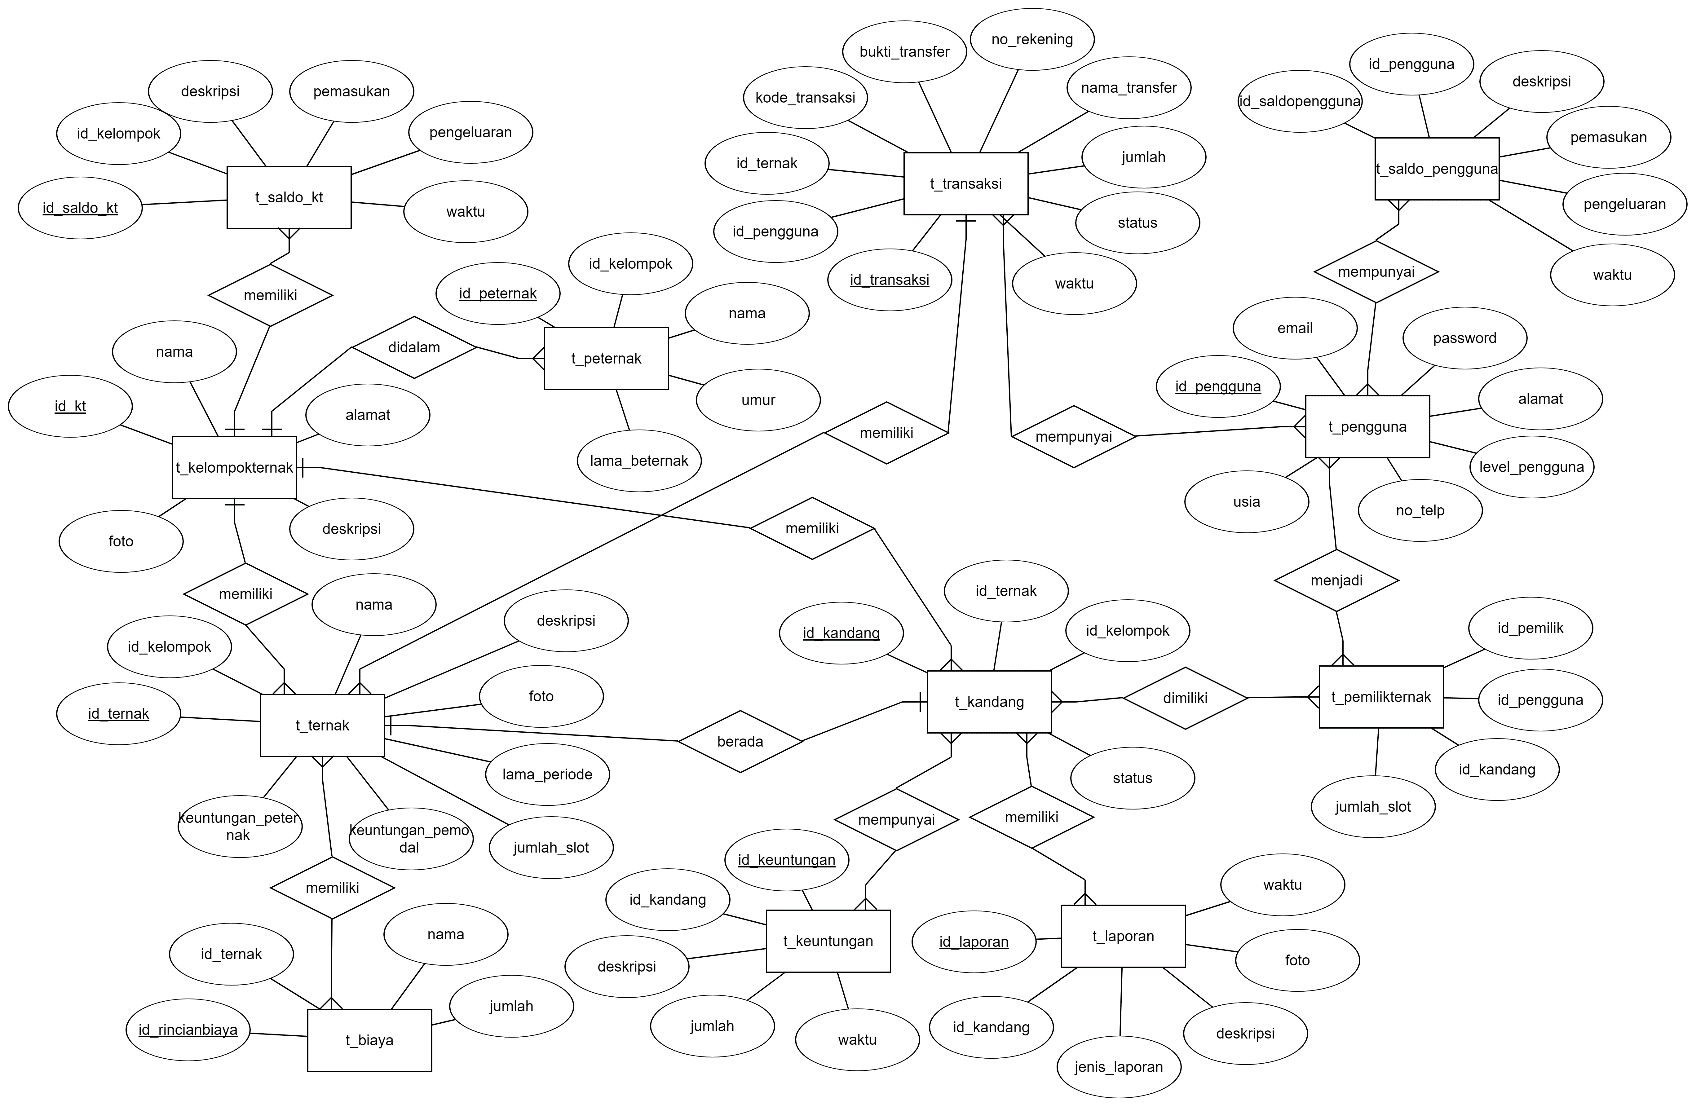 no_rekening
bukti_transfer
id_pengguna
deskripsi
id_saldopengguna
deskripsi
pemasukan
nama_transfer
kode_transaksi
id_kelompok
pengeluaran
pemasukan
jumlah
id_ternak
t_saldo_pengguna
t_transaksi
t_saldo_kt
id_saldo_kt
waktu
pengeluaran
status
id_pengguna
mempunyai
waktu
id_kelompok
id_transaksi
waktu
memiliki
id_peternak
nama
email
password
nama
didalam
t_peternak
id_pengguna
umur
alamat
id_kt
alamat
t_pengguna
memiliki
mempunyai
lama_beternak
level_pengguna
t_kelompokternak
usia
no_telp
foto
deskripsi
memiliki
menjadi
memiliki
id_ternak
nama
deskripsi
id_kandang
id_kelompok
id_pemilik
id_kelompok
foto
t_pemilikternak
dimiliki
t_kandang
id_pengguna
id_ternak
t_ternak
berada
id_kandang
lama_periode
status
jumlah_slot
keuntungan_peter
nak
keuntungan_pemo
dal
mempunyai
memiliki
jumlah_slot
id_keuntungan
memiliki
waktu
id_kandang
nama
t_laporan
id_ternak
t_keuntungan
id_laporan
foto
deskripsi
jumlah
id_rincianbiaya
jumlah
id_kandang
deskripsi
t_biaya
waktu
jenis_laporan